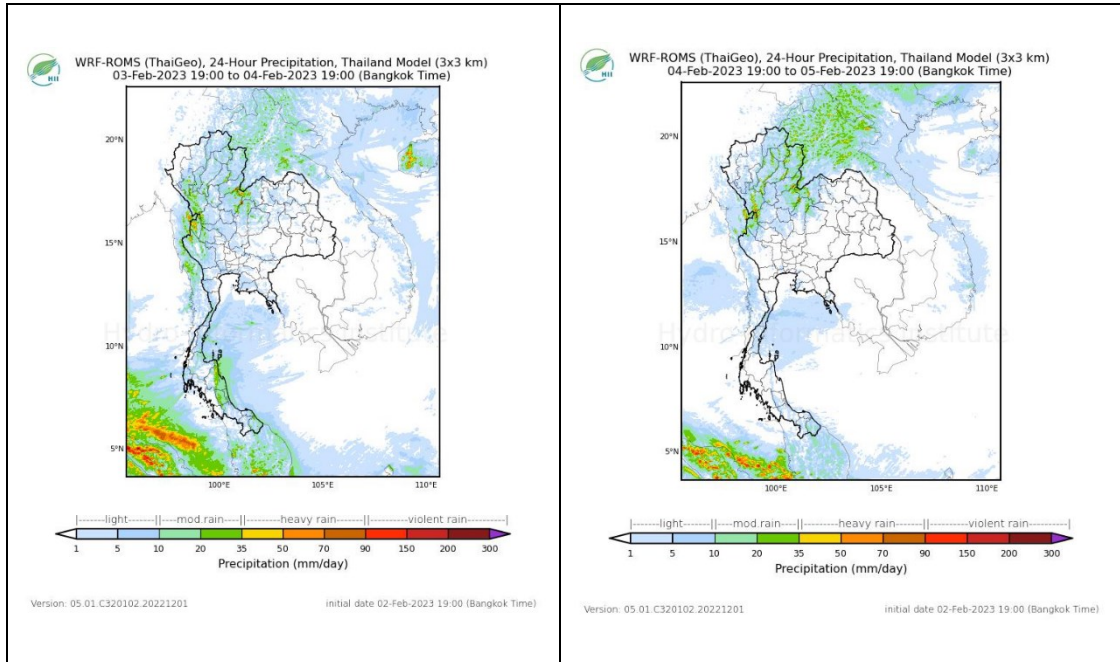 HII
WRF-ROMS (ThaiGeo), 24-Hour Precipitation, Thailand Model (3x3 km)
03-Feb-2023 19:00 to 04-Feb-2023 19:00 (Bangkok Time)
20°N
15°N
10°N
5°N
100°E 105°E 110°E
|-------light-------||---mod.rain----||-------heavy rain-------||-------violent rain-------|
1 5 10 20 35 50 70 90 150 200 300
Precipitation (mm/day)
Version: 05.01.C320102.20221201 initial date 02-Feb-2023 19:00 (Bangkok Time)
HII
WRF-ROMS (ThaiGeo), 24-Hour Precipitation, Thailand Model (3x3 km)
04-Feb-2023 19:00 to 05-Feb-2023 19:00 (Bangkok Time)
20°N
15°N
10°N
5°N
100°E 105°E 110°E
|-------light-------||---mod.rain----||-------heavy rain-------||-------violent rain-------|
1 5 10 20 35 50 70 90 150 200 300
Precipitation (mm/day)
Version: 05.01.C320102.20221201 initial date 02-Feb-2023 19:00 (Bangkok Time)